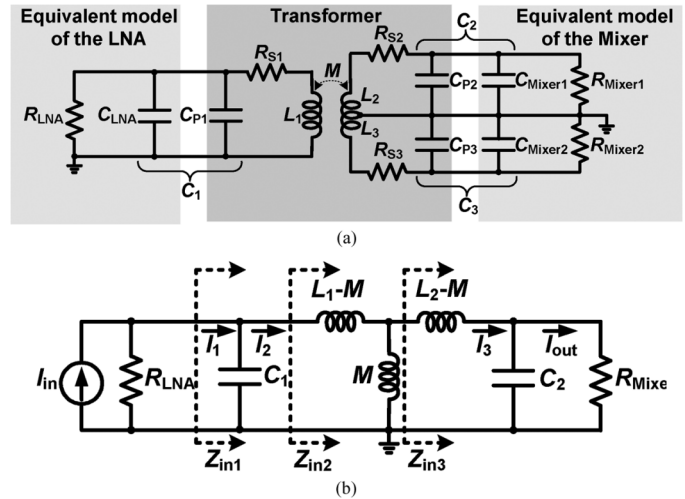 Equivalent model of the LNA
Transformer
Equivalent model of the Mixer
C2
RS1
M
RS2
RLNA
CLNA
CP1
L1
L2
L3
CP2
CMixer1
RMixer1
CP3
CMixer2
RMixer2
RS3
C1
C3
(a)
L1-M
L2-M
I1
I2
I3
Iout
Iin
RLNA
C1
M
C2
RMixe
Zin1
Zin2
Zin3
(b)